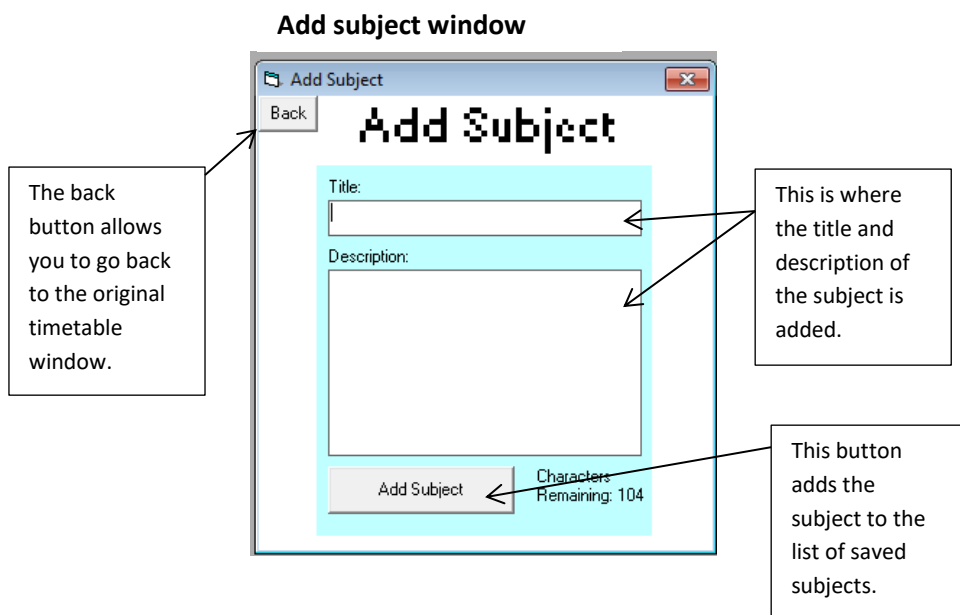 Add subject window
Add Subject
Back
Add Subject
The back
button allows
you to go back
to the original
timetable
window.
Title:
Description:
This is where
the title and
description of
the subject is
added.
Add Subject
Characters
Remaining: 104
This button
adds the
subject to the
list of saved
subjects.